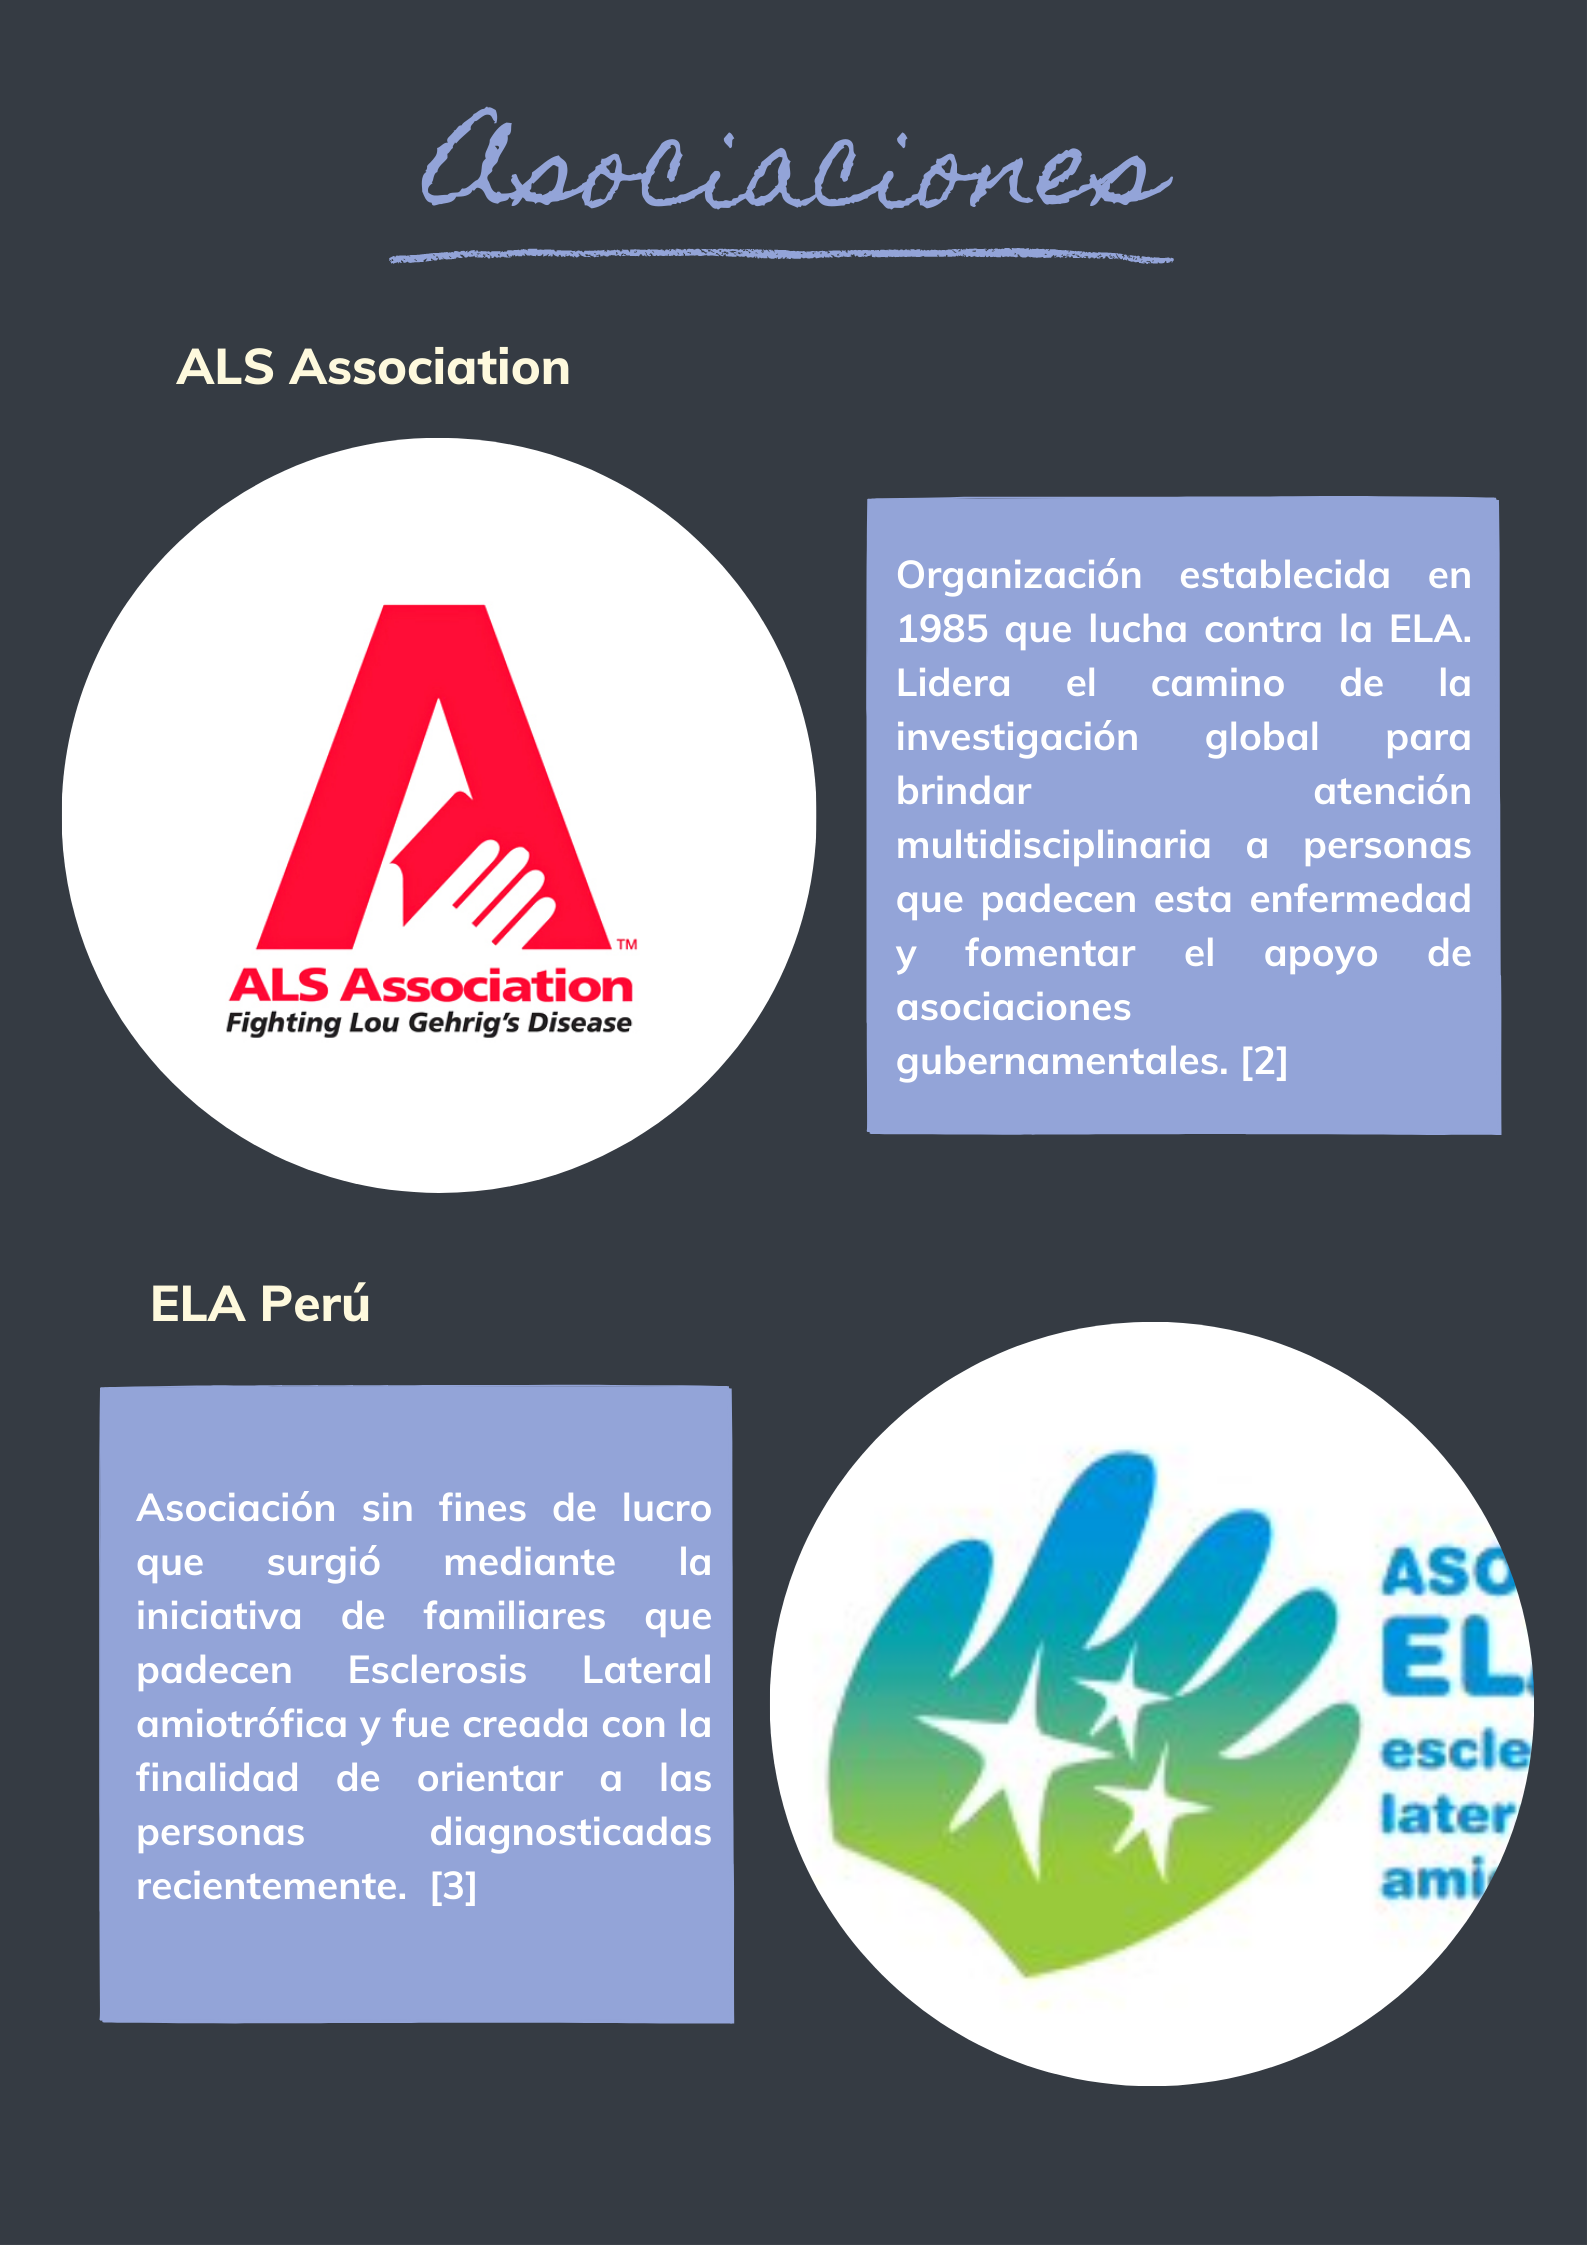 Asociaciones
ALS Association
TM
ALS Association
Fighting Lou Gehrig's Disease
Organización establecida en
1985 que lucha contra la ELA.
Lidera el camino de la
investigación global para
brindar atención
multidisciplinaria a personas
que padecen esta enfermedad
y fomentar el apoyo de
asociaciones
gubernamentales. [2]
ELA Perú
Asociación sin fines de lucro
que surgió mediante la
iniciativa de familiares que
padecen Esclerosis Lateral
amiotrófica y fue creada con la
finalidad de orientar a las
personas diagnosticadas
recientemente. [3]
ASO
EL
escle
later
ami